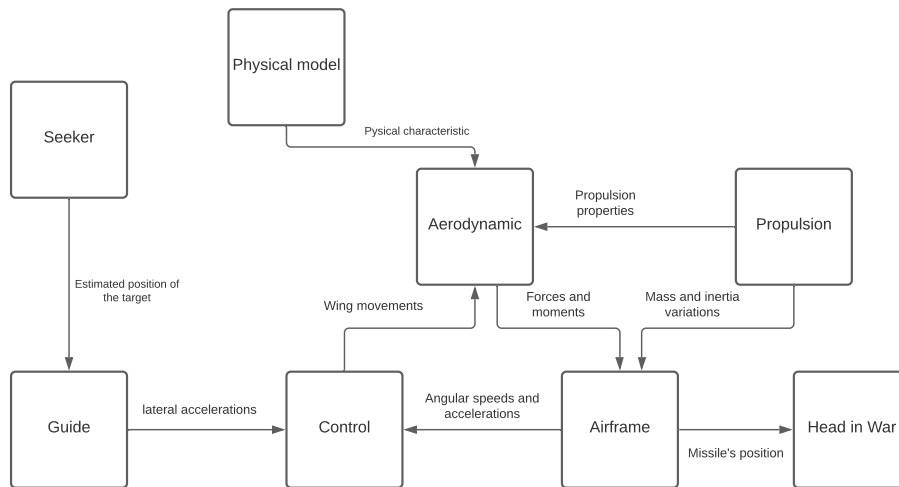 Physical model
Seeker
Pysical characteristic
Aerodynamic
Propulsion
properties
Propulsion
Estimated position of
the target
Wing movements
Forces and
moments
Mass and inertia
variations
Guide
lateral accelerations
Control
Angular speeds and
accelerations
Airframe
Missile's position
Head in War